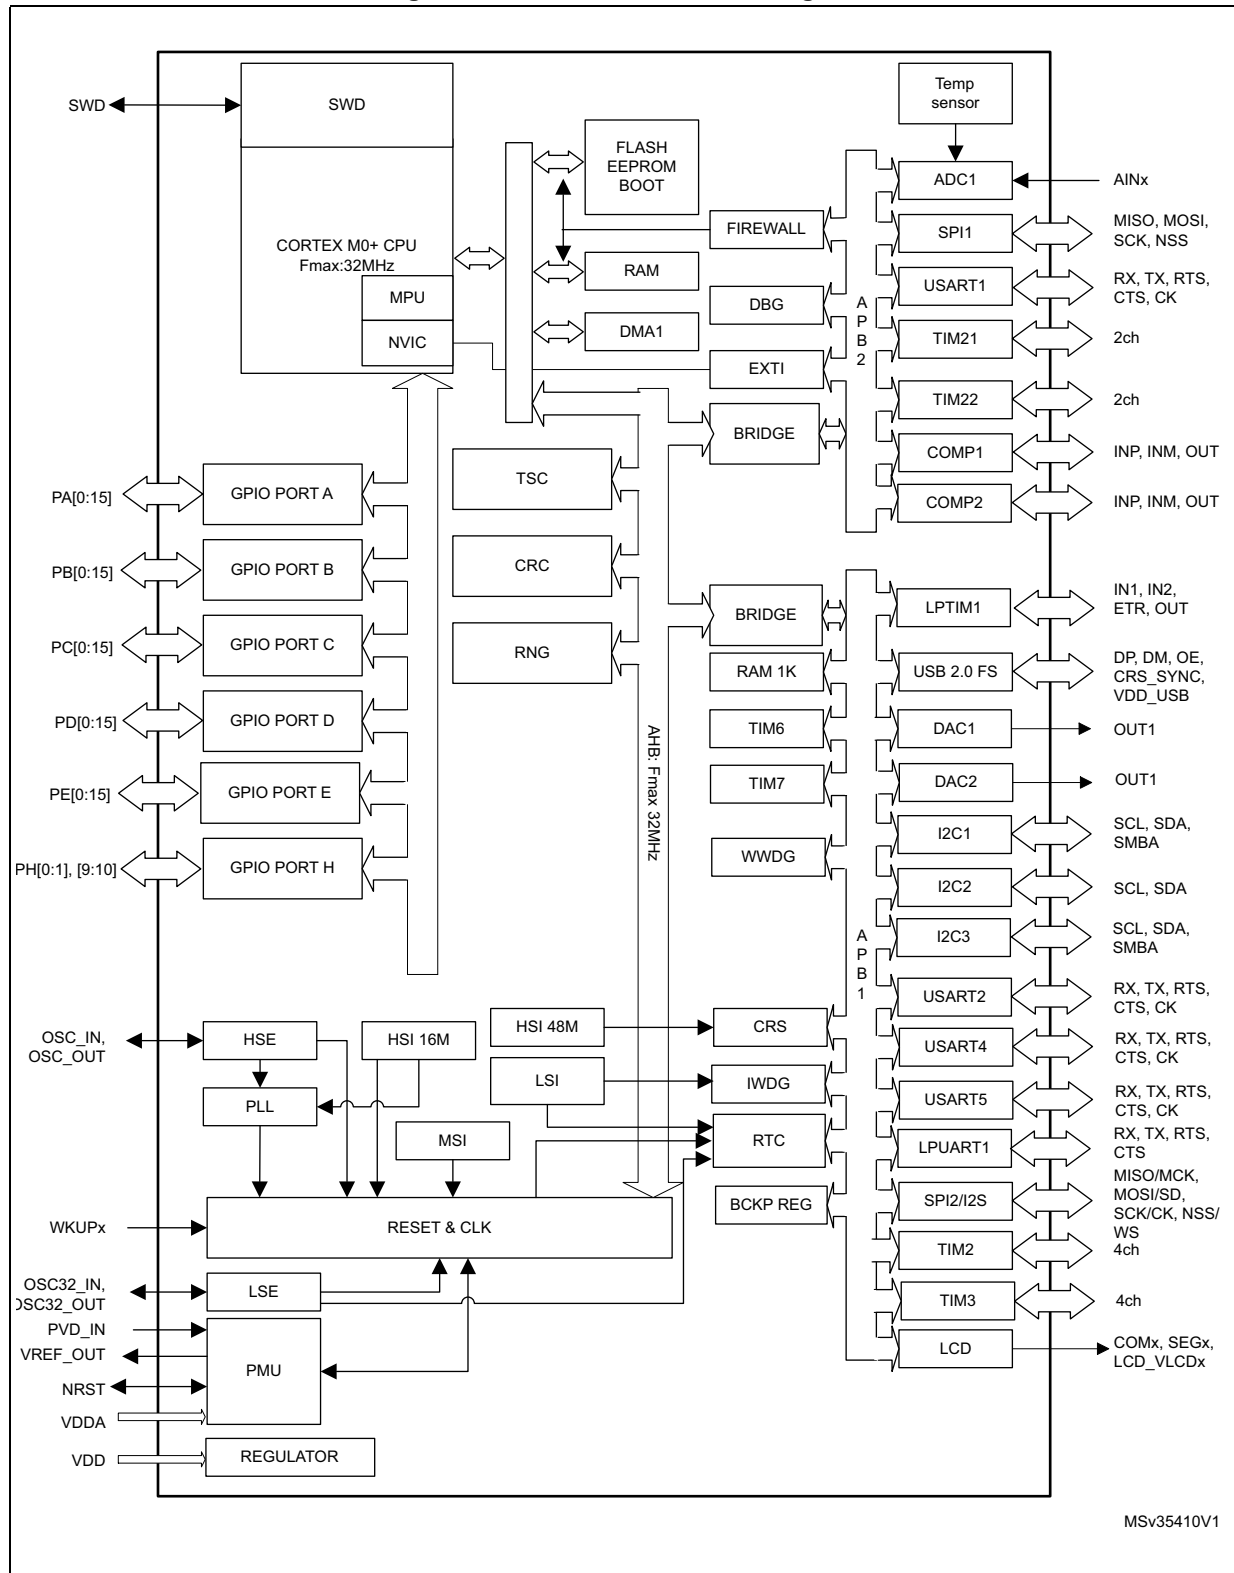 SWD
SWD
Temp
sensor
FLASH
EEPROM
BOOT
ADC1
AINx
CORTEX M0+ CPU
Fmax:32MHz
FIREWALL
SPI1
MISO, MOSI,
SCK, NSS
RAM
MPU
DBG
USART1
RX, TX, RTS,
CTS, CK
NVIC
DMA1
A
P
B
2
TIM21
2ch
EXTI
TIM22
2ch
BRIDGE
COMP1
INP, INM, OUT
TSC
COMP2
INP, INM, OUT
PA[0:15]
GPIO PORT A
PB[0:15]
GPIO PORT B
CRC
PC[0:15]
GPIO PORT C
RNG
BRIDGE
LPTIM1
IN1, IN2,
ETR, OUT
RAM 1K
USB 2.0 FS
DP, DM, OE,
CRS_SYNC,
VDD_USB
PD[0:15]
GPIO PORT D
TIM6
DAC1
OUT1
AHB: Fmax 32MHz
PE[0:15]
GPIO PORT E
TIM7
DAC2
OUT1
PH[0:1], [9:10]
GPIO PORT H
WWDG
I2C1
SCL, SDA,
SMBA
I2C2
SCL, SDA
A
P
B
1
I2C3
SCL, SDA,
SMBA
USART2
RX, TX, RTS,
CTS, CK
OSC_IN,
OSC_OUT
HSE
HSI 16M
HSI 48M
CRS
USART4
RX, TX, RTS,
CTS, CK
PLL
LSI
IWDG
USART5
RX, TX, RTS,
CTS, CK
MSI
RTC
LPUART1
RX, TX, RTS,
CTS
WKUPx
RESET & CLK
BCKP REG
SPI2/I2S
MISO/MCK,
MOSI/SD,
SCK/CK, NSS/
WS
TIM2
4ch
OSC32_IN,
OSC32_OUT
LSE
TIM3
4ch
PVD_IN
VREF_OUT
NRST
VDDA
PMU
LCD
COMx, SEGx,
LCD_VLCDx
VDD
REGULATOR
MSv35410V1